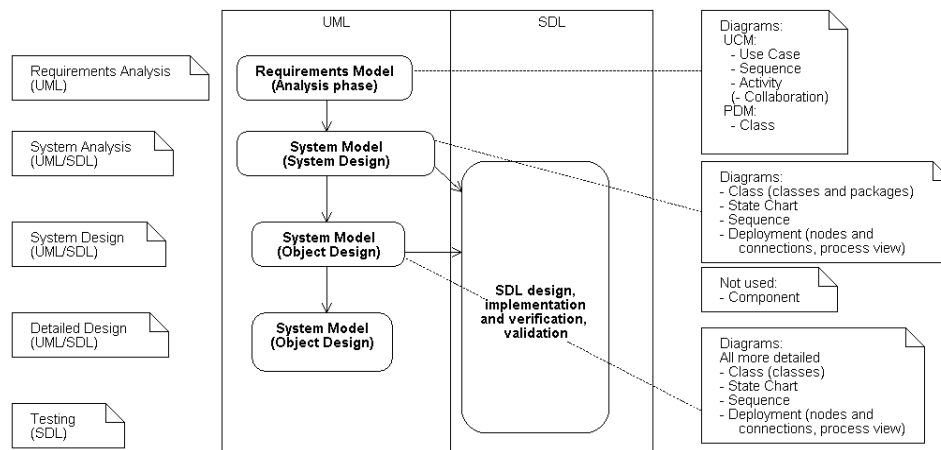 UML
SDL
Requirements Analysis
(UML)
System Analysis
(UML/SDL)
System Design
(UML/SDL)
Detailed Design
(UML/SDL)
Testing
(SDL)
Requirements Model
(Analysis phase)
System Model
(System Design)
System Model
(Object Design)
System Model
(Object Design)
SDL design,
implementation
and verification,
validation
Diagrams:
UCM:
- Use Case
- Sequence
- Activity
(- Collaboration)
PDM:
- Class
Diagrams:
- Class (classes and packages)
- State Chart
- Sequence
- Deployment (nodes and
connections, process view)
Not used:
- Component
Diagrams:
All more detailed
- Class (classes)
- State Chart
- Sequence
- Deployment (nodes and
connections, process view)